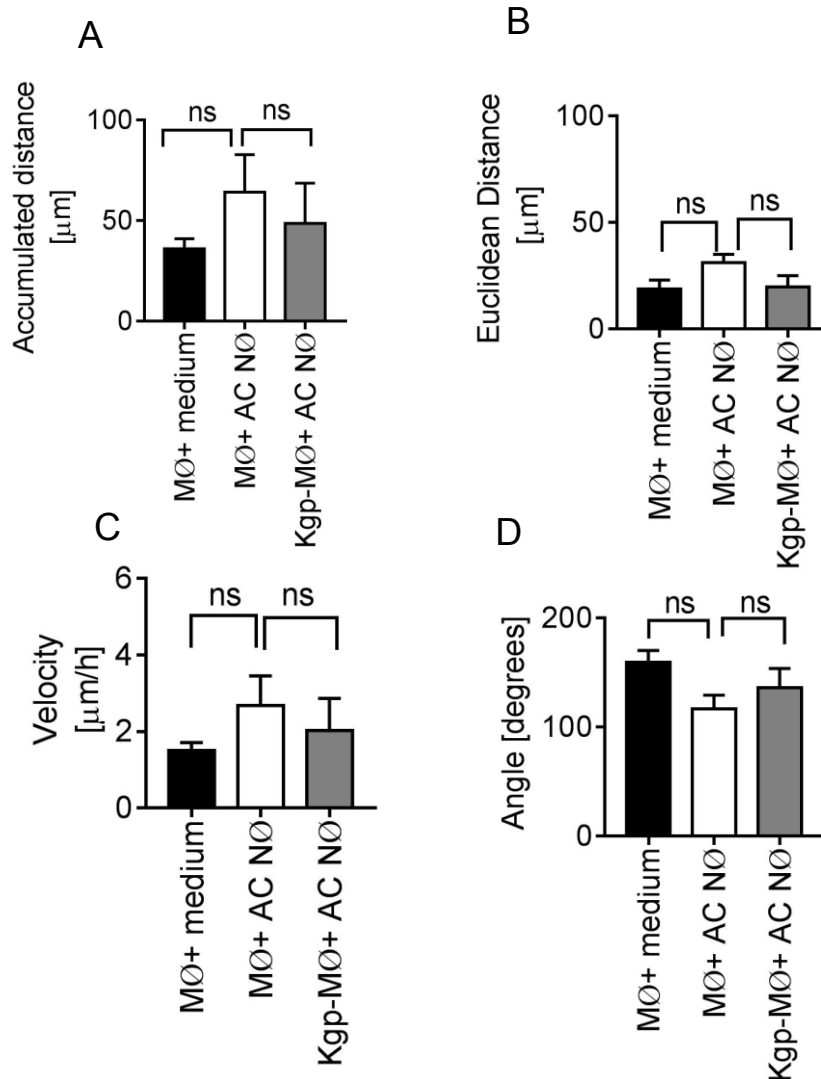 A
Accumulated distance
[µm]
100
50
0
ns
ns
MØ+ medium
MØ+ AC NØ
Kgp-MØ+ AC NØ
B
Euclidean Distance
[µm]
100
50
0
ns
ns
MØ+ medium
MØ+ AC NØ
Kgp-MØ+ AC NØ
C
Velocity
[µm/h]
6
4
2
0
ns
ns
MØ+ medium
MØ+ AC NØ
Kgp-MØ+ AC NØ
D
Angle [degrees]
200
100
0
ns
ns
MØ+ medium
MØ+ AC NØ
Kgp-MØ+ AC NØ